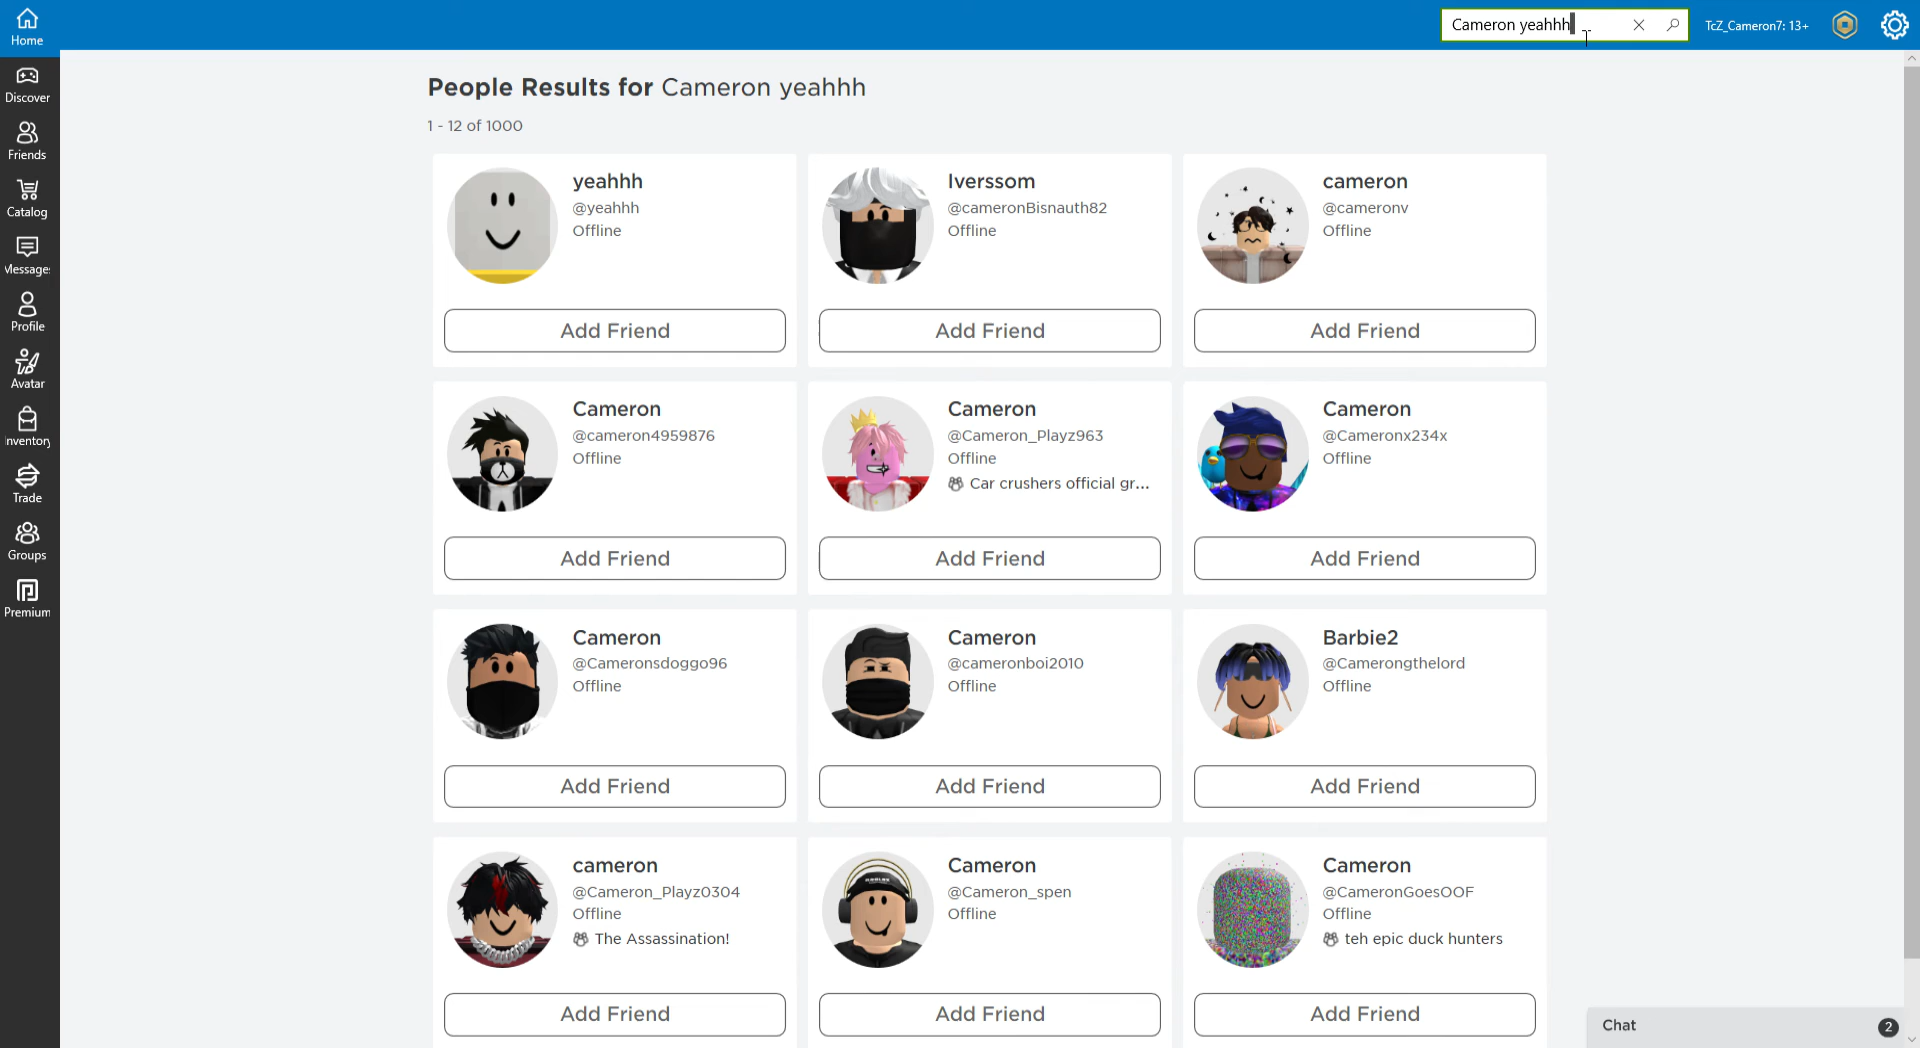 Home
Cameron yeahhh
TcZ_Cameron7: 13+
Discover
Friends
Catalog
Messages
Profile
Avatar
Inventory
Trade
Groups
Premium
People Results for Cameron yeahhh
1 - 12 of 1000
yeahhh
@yeahhh
Offline
Add Friend
Iverssom
@cameronBisnauth82
Offline
Add Friend
cameron
@cameronv
Offline
Add Friend
Cameron
@cameron4959876
Offline
Add Friend
Cameron
@Cameron_Playz963
Offline
Car crushers official gr...
Add Friend
Cameron
@Cameronx234x
Offline
Add Friend
Cameron
@Cameronsdoggo96
Offline
Add Friend
Cameron
@cameronboi2010
Offline
Add Friend
Barbie2
@Camerongthelord
Offline
Add Friend
cameron
@Cameron_Playz0304
Offline
The Assassination!
Add Friend
Cameron
@Cameron_spen
Offline
Add Friend
Cameron
@CameronGoesOOF
Offline
teh epic duck hunters
Add Friend
Chat
2